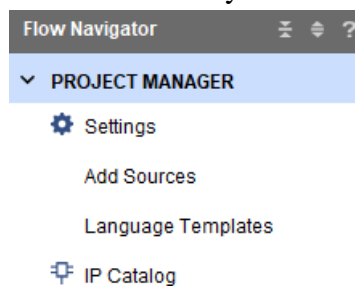 Flow Navigator ?
PROJECT MANAGER
Settings
Add Sources
Language Templates
IP Catalog